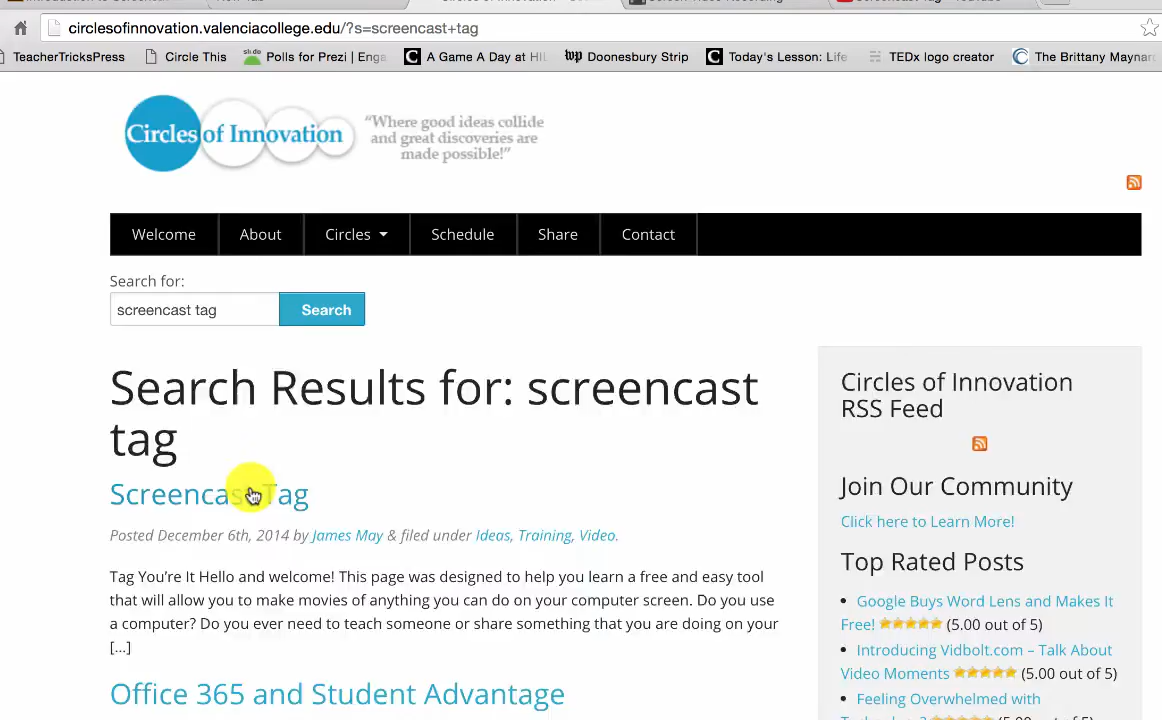 circlesofinnovation.valenciacollege.edu/?s=screencast+tag
TeacherTricksPress Circle This Polls for Prezi | Enga A Game A Day at HI Doonesbury Strip Today's Lesson: Life TEDx logo creator The Brittany Maynar
Circles of Innovation
“Where good ideas collide
and great discoveries are
made possible!”
Welcome About Circles Schedule Share Contact
Search for:
screencast tag Search
Search Results for: screencast
tag
Screencast Tag
Posted December 6th, 2014 by James May & filed under Ideas, Training, Video.
Tag You’re It Hello and welcome! This page was designed to help you learn a free and easy tool
that will allow you to make movies of anything you can do on your computer screen. Do you use
a computer? Do you ever need to teach someone or share something that you are doing on your
[...]
Office 365 and Student Advantage
Circles of Innovation
RSS Feed
Join Our Community
Click here to Learn More!
Top Rated Posts
Google Buys Word Lens and Makes It
Free! (5.00 out of 5)
Introducing Vidbolt.com – Talk About
Video Moments (5.00 out of 5)
Feeling Overwhelmed with